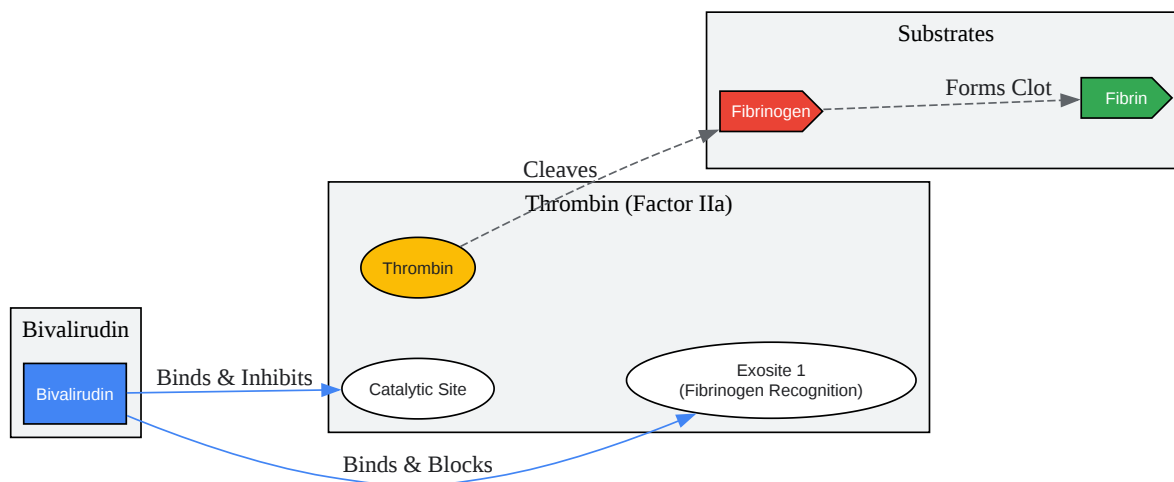 Substrates
Forms Clot
Fibrinogen
Fibrin
Cleaves
Thrombin (Factor IIa)
Thrombin
Bivalirudin
Bivalirudin
Binds & Inhibits
Catalytic Site
Exosite 1
(Fibrinogen Recognition)
Binds & Blocks